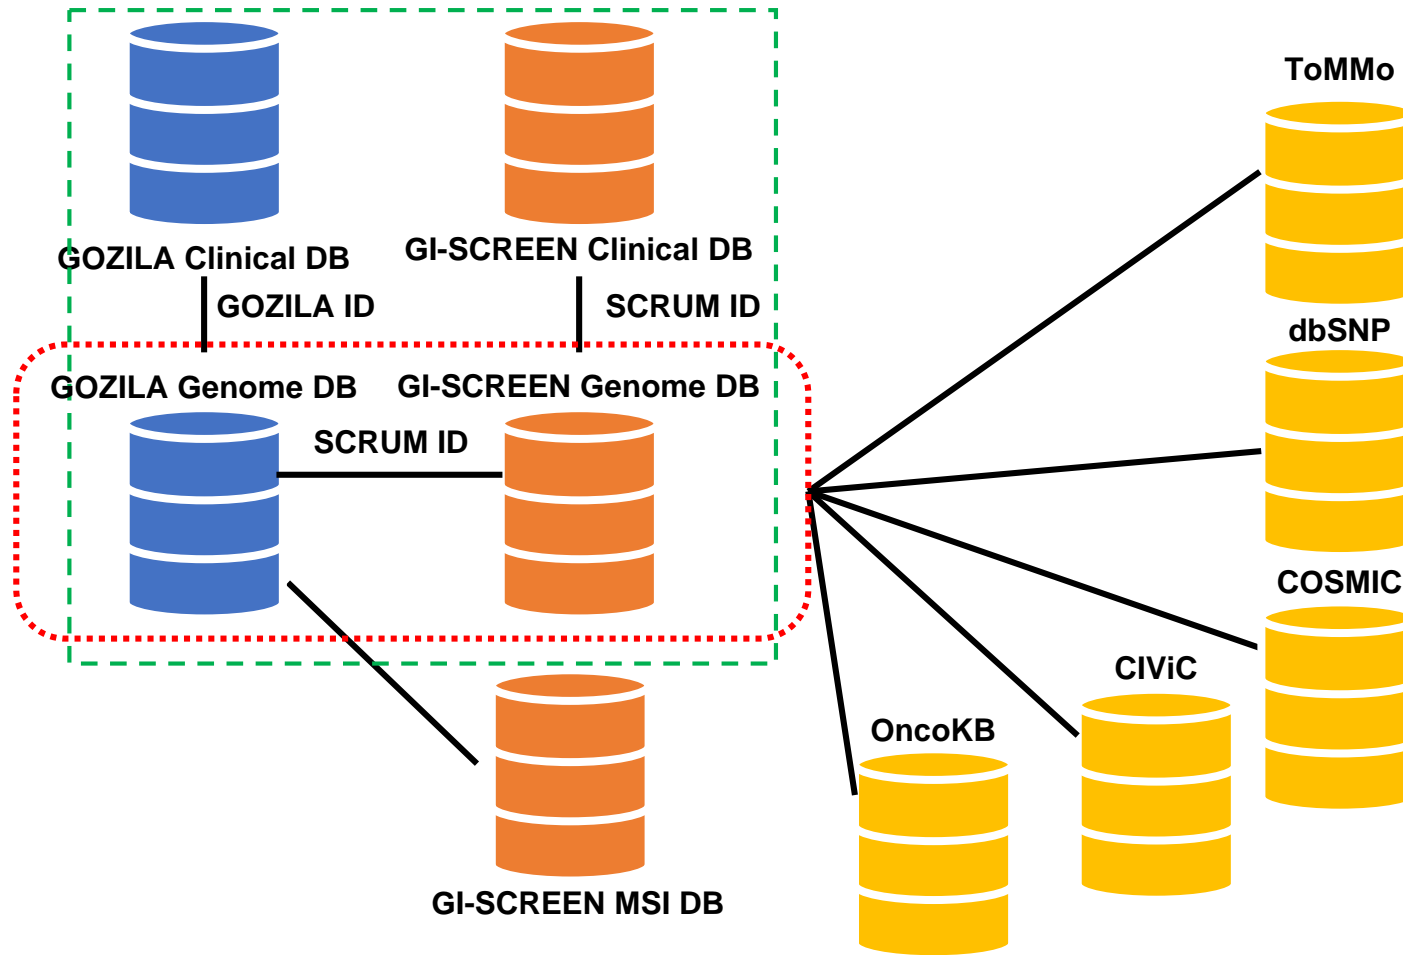 ToMMo
GOZILA Clinical DB
GI-SCREEN Clinical DB
GOZILA ID
SCRUM ID
dbSNP
GOZILA Genome DB
GI-SCREEN Genome DB
SCRUM ID
COSMIC
CIViC
OncoKB
GI-SCREEN MSI DB